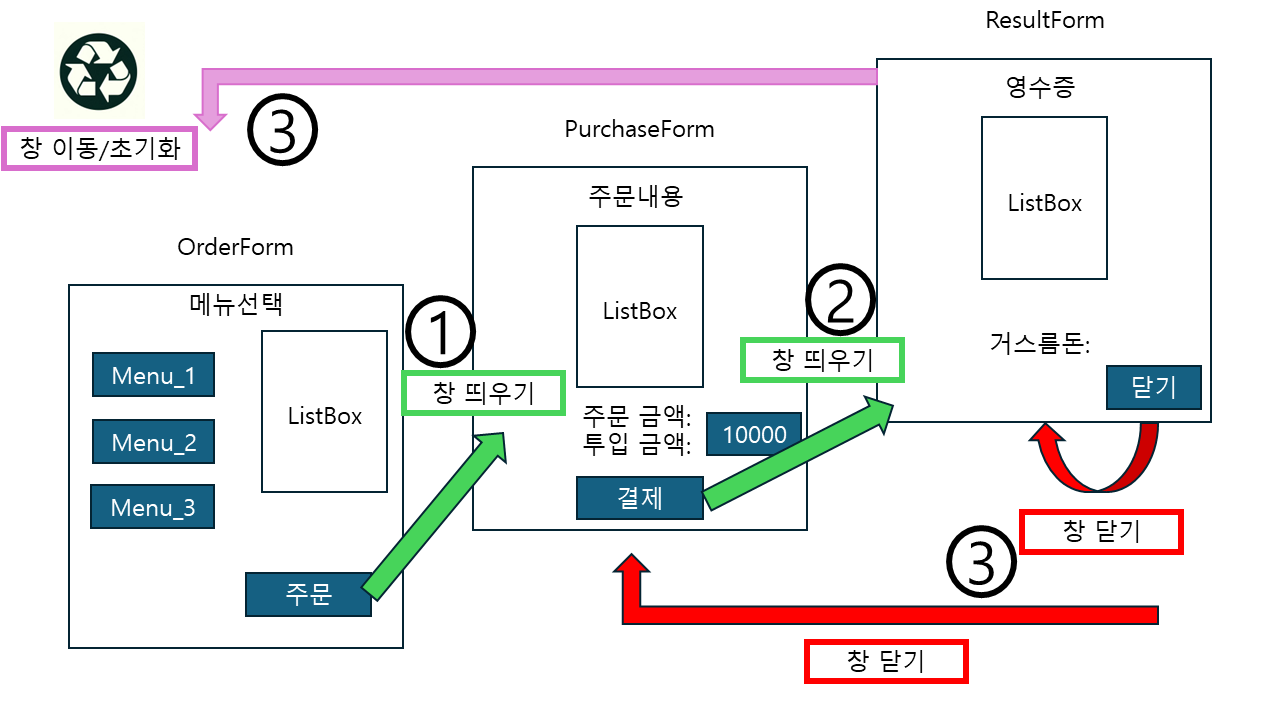 ResultForm
영수증
ListBox
거스름돈:
닫기
창 이동/초기화
③
PurchaseForm
주문내용
ListBox
주문 금액:
투입 금액:
10000
결제
②
창 띄우기
OrderForm
메뉴선택
Menu_1
Menu_2
Menu_3
ListBox
주문
①
창 띄우기
창 닫기
③
창 닫기